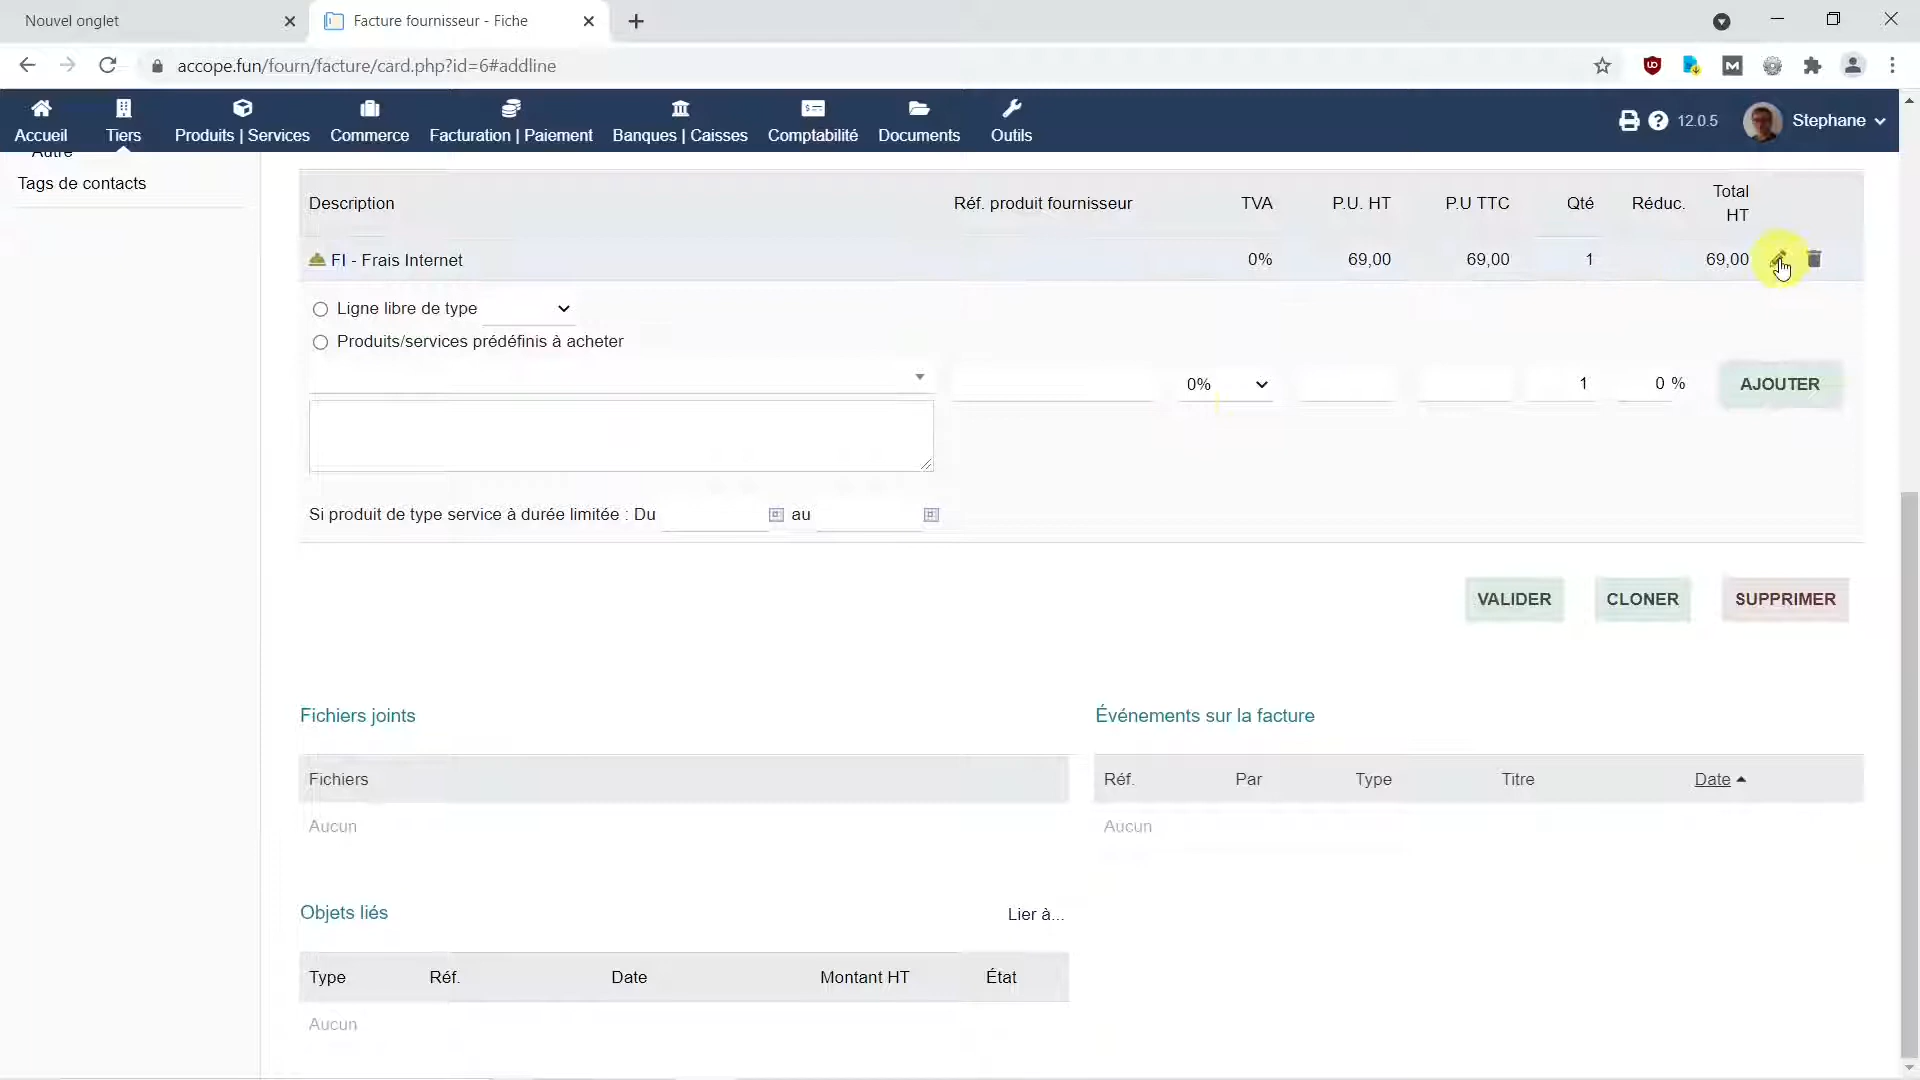 Nouvel onglet
Facture fournisseur - Fiche
accope.fun/fourn/facture/card.php?id=6#addline
Accueil
Tiers
Produits | Services
Commerce
Facturation | Paiement
Banques | Caisses
Comptabilité
Documents
Outils
12.0.5
Stephane
Autre
Tags de contacts
Description
Réf. produit fournisseur
TVA
P.U. HT
P.U TTC
Qté
Réduc.
Total
HT
FI - Frais Internet
0%
69,00
69,00
1
69,00
Ligne libre de type
Produits/services prédéfinis à acheter
0%
1
0 %
AJOUTER
Si produit de type service à durée limitée : Du
au
VALIDER
CLONER
SUPPRIMER
Fichiers joints
Événements sur la facture
Fichiers
Réf.
Par
Type
Titre
Date
Aucun
Aucun
Objets liés
Lier à...
Type
Réf.
Date
Montant HT
État
Aucun